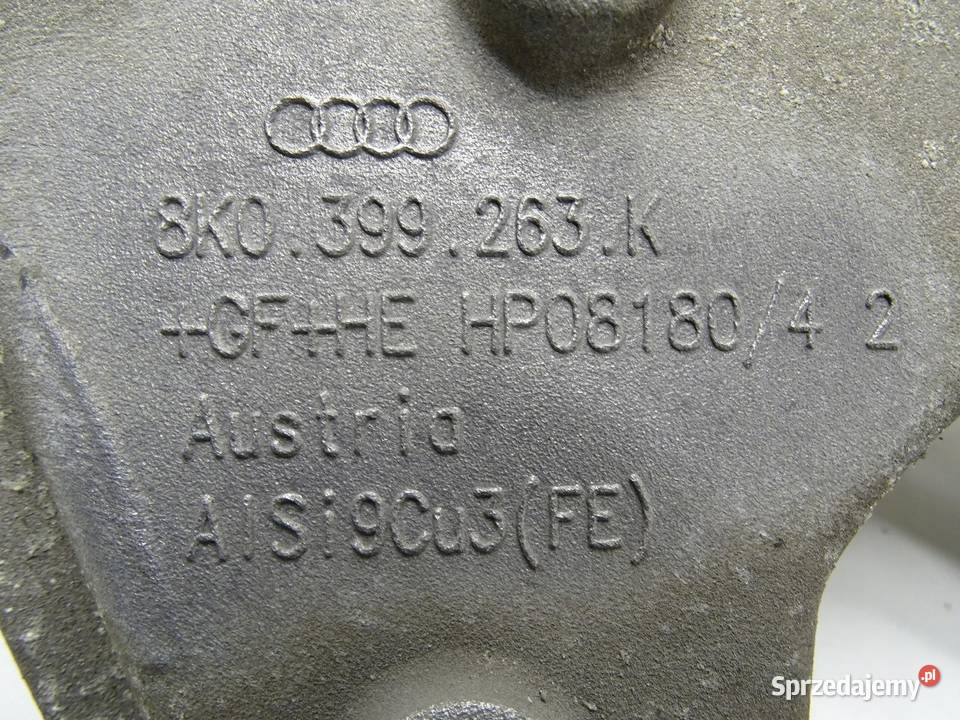 8K0.399.263.K
+GF+HE HP08180/4 2
Austria
AlSi9Cu3(FE)
Sprzedajemy.pl